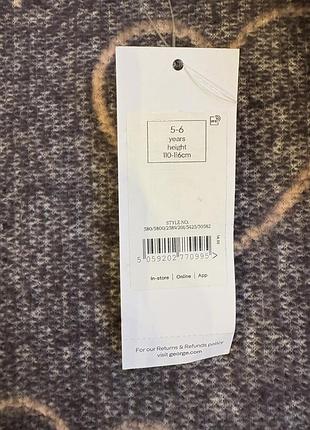 5-6
years
height
110-116cm
STYLE NO.
5 059202 770995 >
In-store | Online | App
For our Returns & Refunds policy
visit george.com